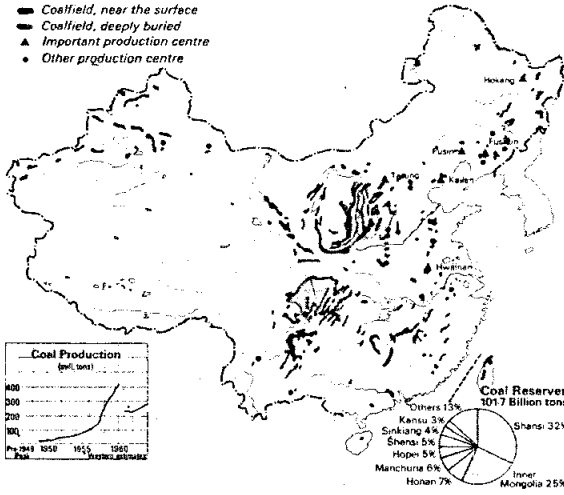 Coalfield, near the surface
Coalfield, deeply buried
Important production centre
Other production centre
Hokang
Fushun
Fusin
Tatung
Kailan
Hwainan
Coal Production
(mill. tons)
400
300
200
100
Pre-1949
Peak
1950
1955
1960
Western estimates
Coal Reserves
101·7 Billion tons
Others 13%
Kansu 3%
Sinkiang 4%
Shensi 5%
Hopei 5%
Manchuria 6%
Honan 7%
Shansi 32%
Inner
Mongolia 25%